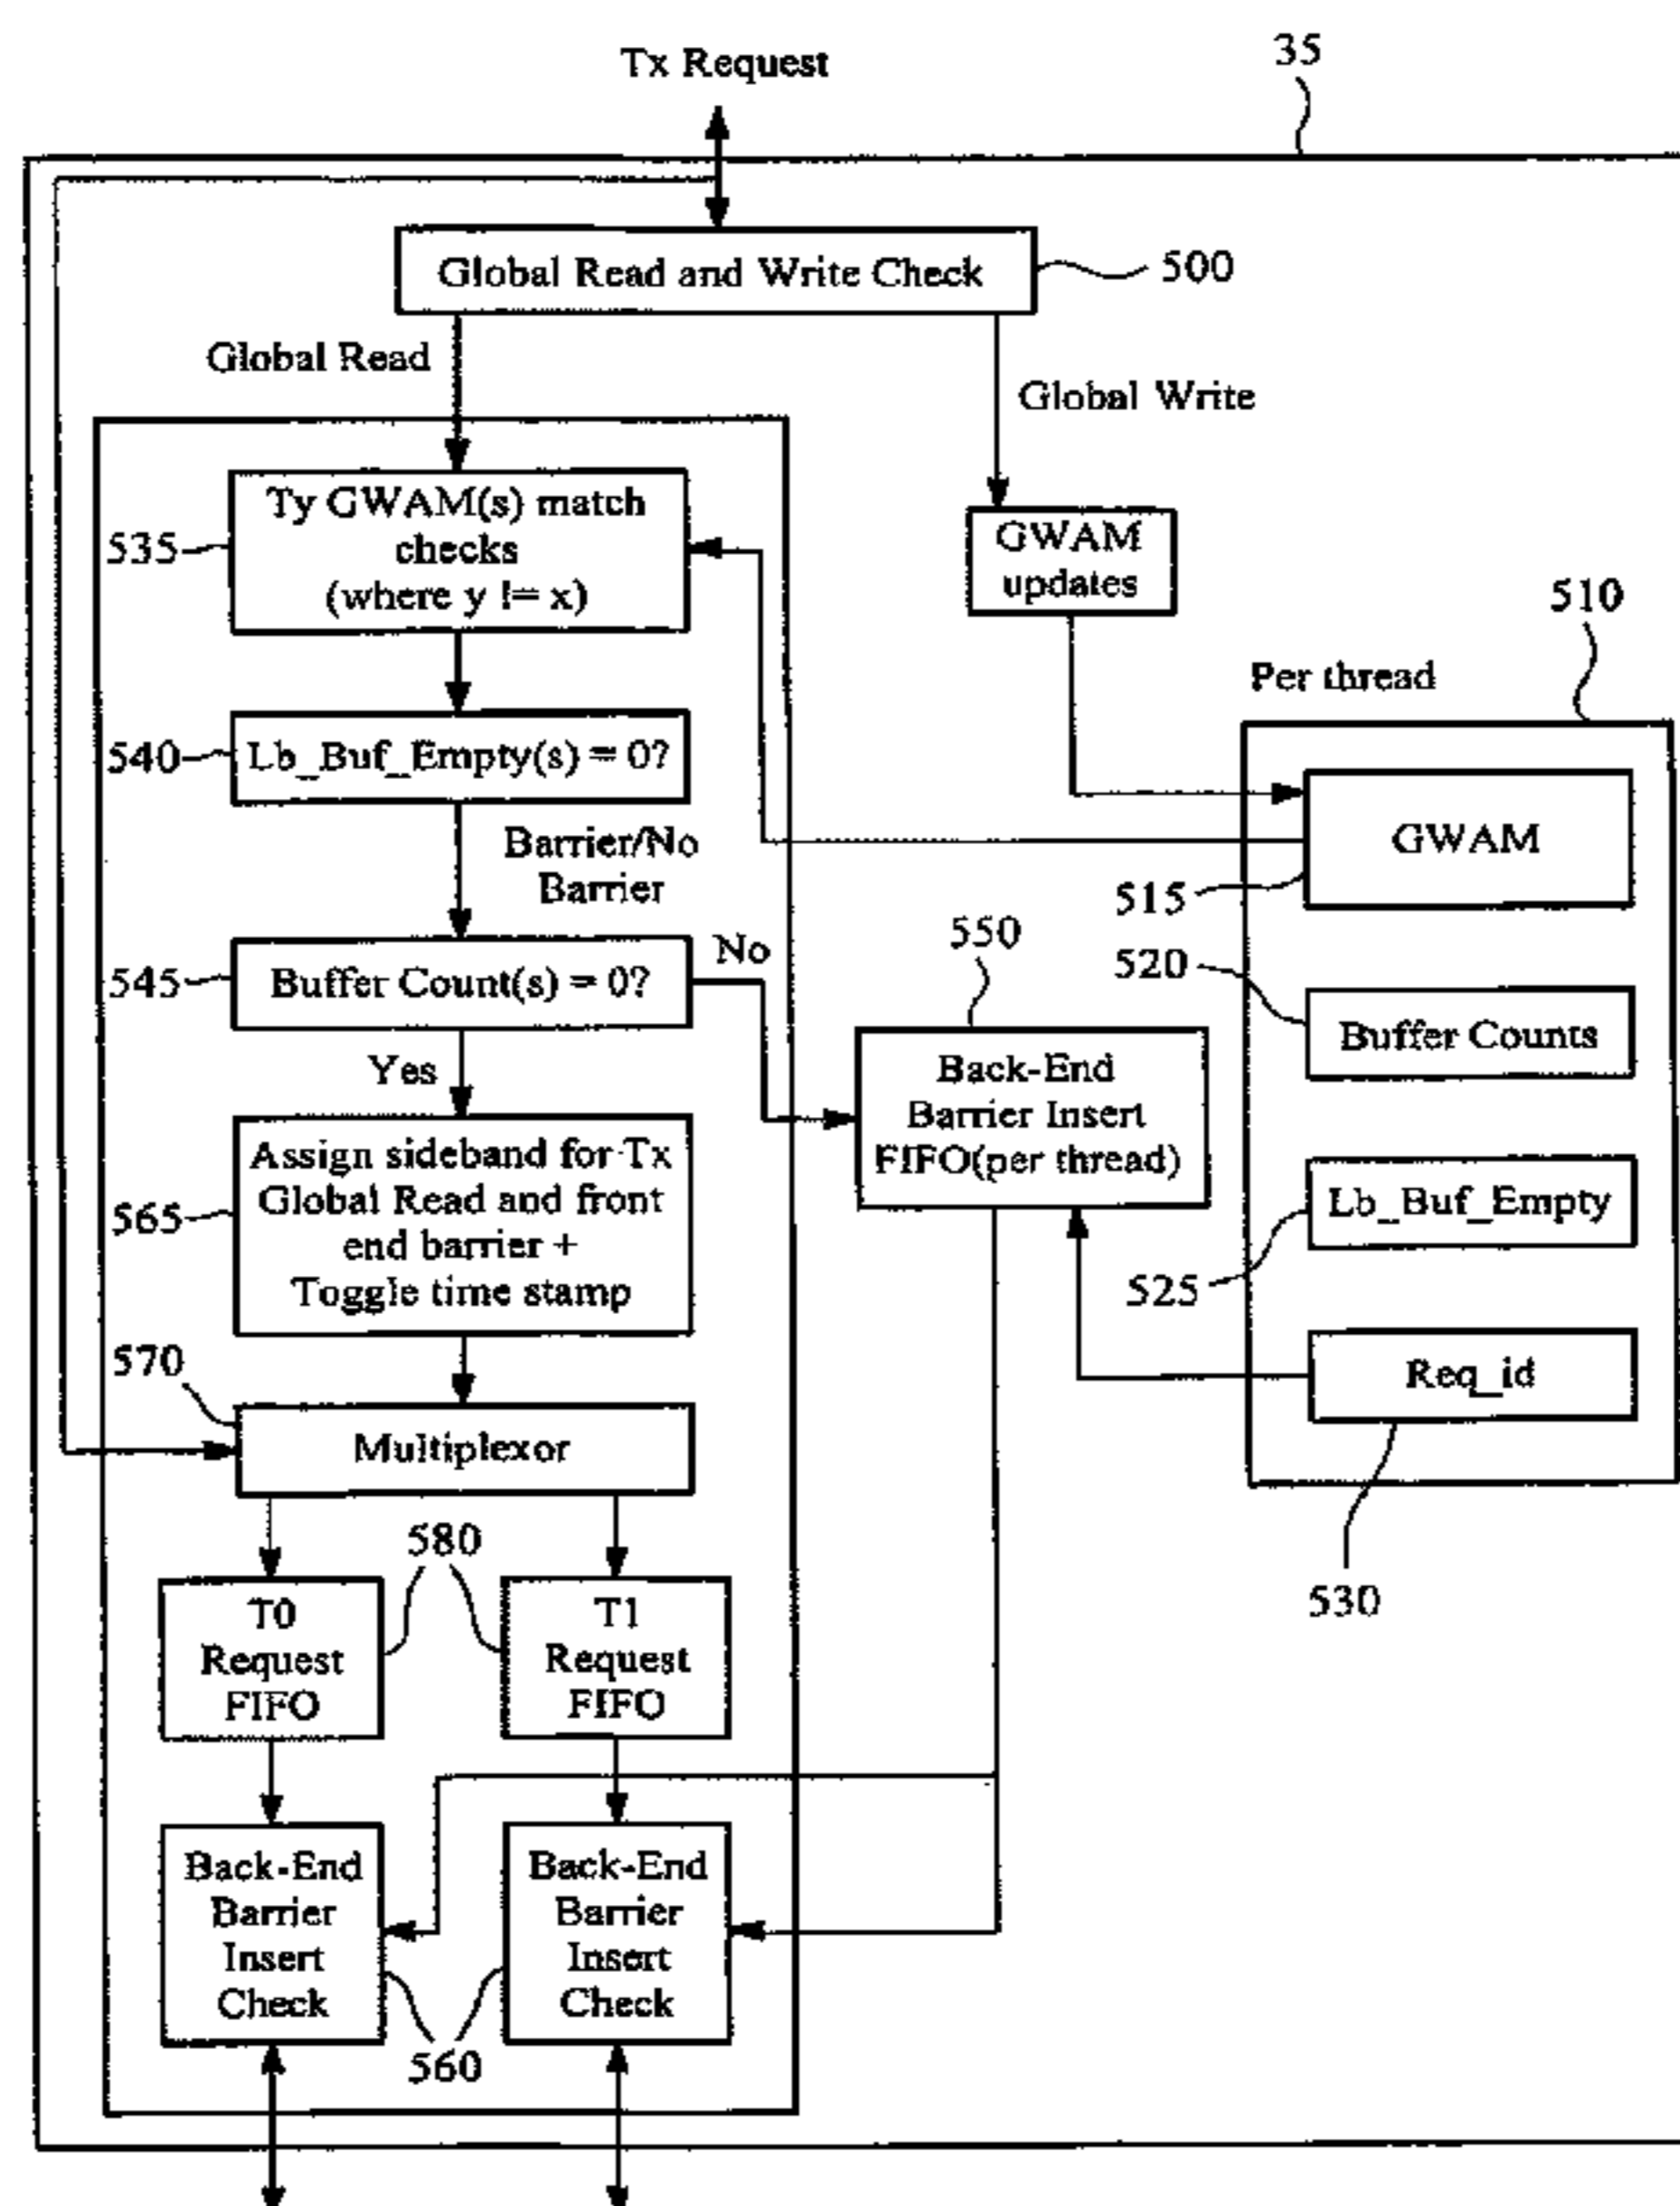 Tx Request
35
Global Read and Write Check
500
Global Read
Global Write
Ty GWAM(s) match
checks
(where y != x)
535
GWAM
updates
510
Per thread
540
Lb_Buf_Empty(s) = 0?
GWAM
515
Barrier/No
Barrier
545
Buffer Count(s) = 0?
No
550
520
Buffer Counts
Yes
Back-End
Barrier Insert
FIFO(per thread)
565
Assign sideband for Tx
Global Read and front
end barrier +
Toggle time stamp
Lb_Buf_Empty
525
570
Multiplexor
Req_id
530
580
T0
Request
FIFO
T1
Request
FIFO
Back-End
Barrier
Insert
Check
Back-End
Barrier
Insert
Check
560